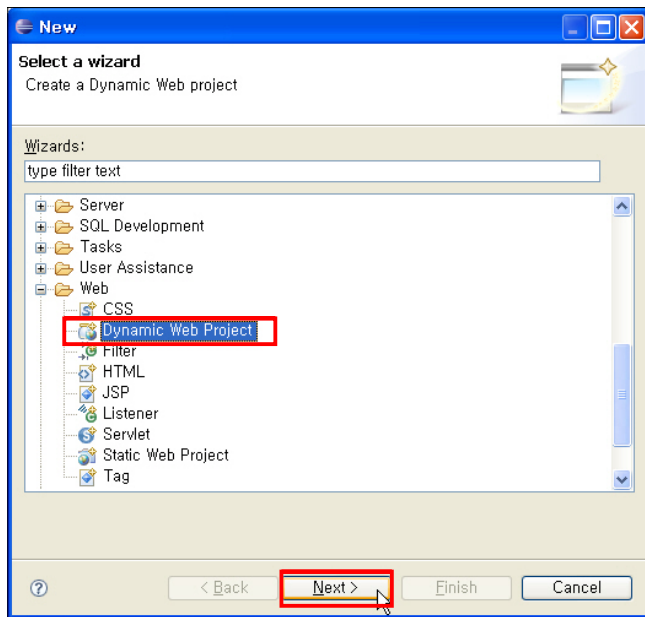 New
Select a wizard
Create a Dynamic Web project
Wizards:
type filter text
Server
SQL Development
Tasks
User Assistance
Web
CSS
Dynamic Web Project
Filter
HTML
JSP
Listener
Servlet
Static Web Project
Tag
< Back Next > Finish Cancel